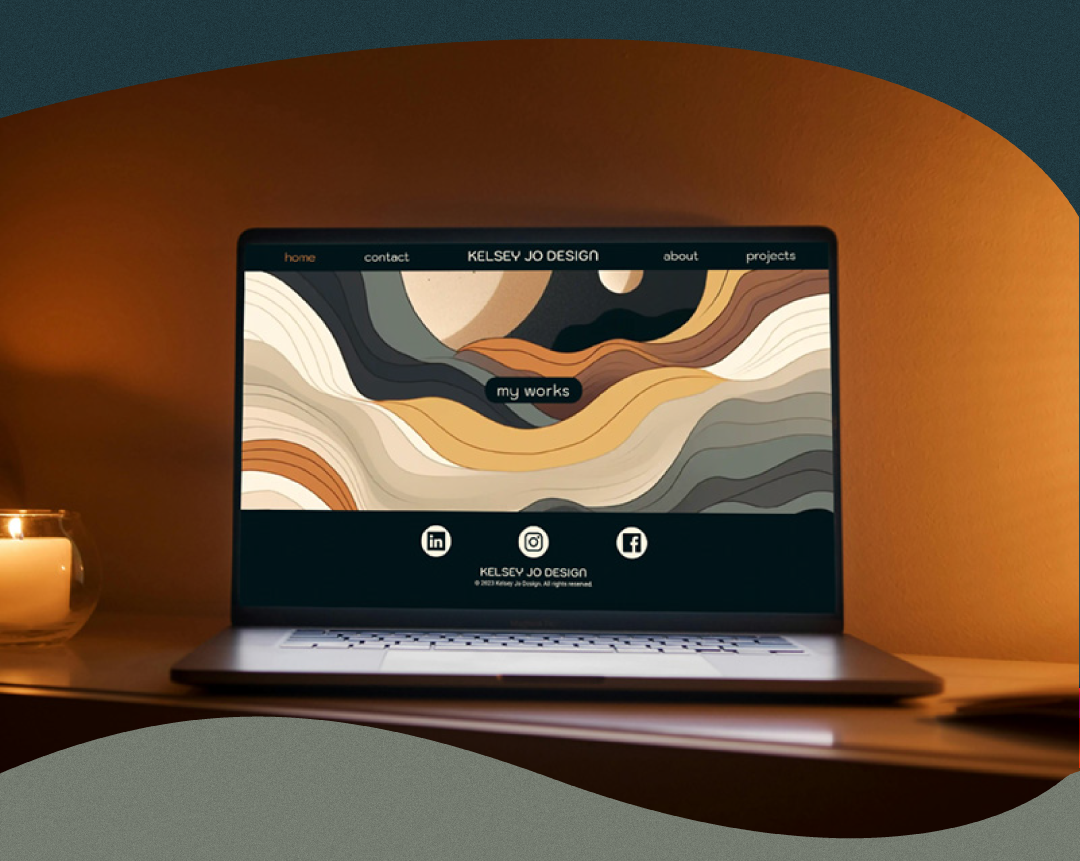 home contact KELSEY JO DESIGN about projects
my works
in
KELSEY JO DESIGN
© 2023 Kelsey Jo Design. All rights reserved.